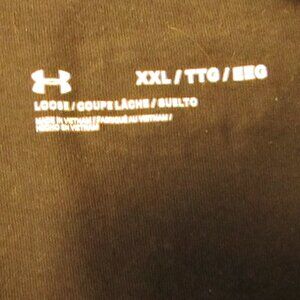 XXL / TTG / EEG
LOOSE / COUPE LÂCHE / SUELTO
MADE IN VIETNAM / FABRIQUÉ AU VIETNAM /
HECHO EN VIETNAM